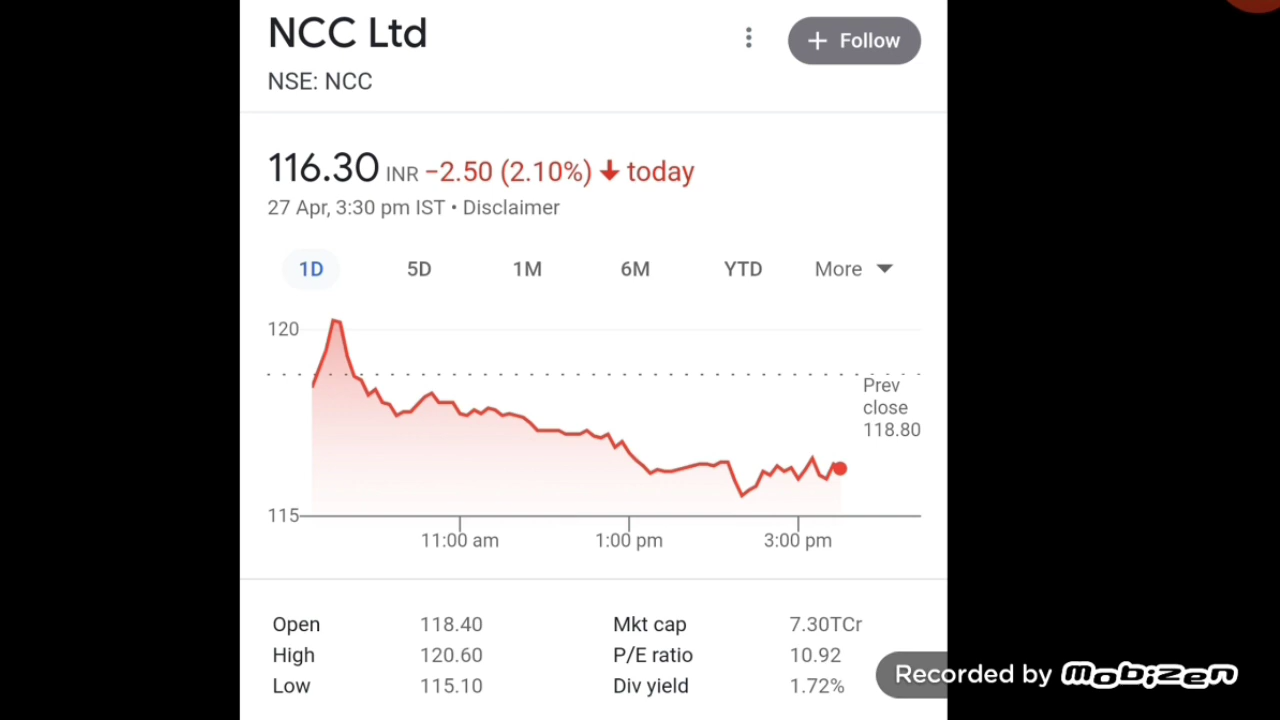 NCC Ltd
+ Follow
NSE: NCC
116.30 INR −2.50 (2.10%) ↓ today
27 Apr, 3:30 pm IST • Disclaimer
1D 5D 1M 6M YTD More
120
Prev
close
118.80
115
11:00 am 1:00 pm 3:00 pm
Open 118.40 Mkt cap 7.30TCr
High 120.60 P/E ratio 10.92
Low 115.10 Div yield 1.72%
Recorded by mobizen